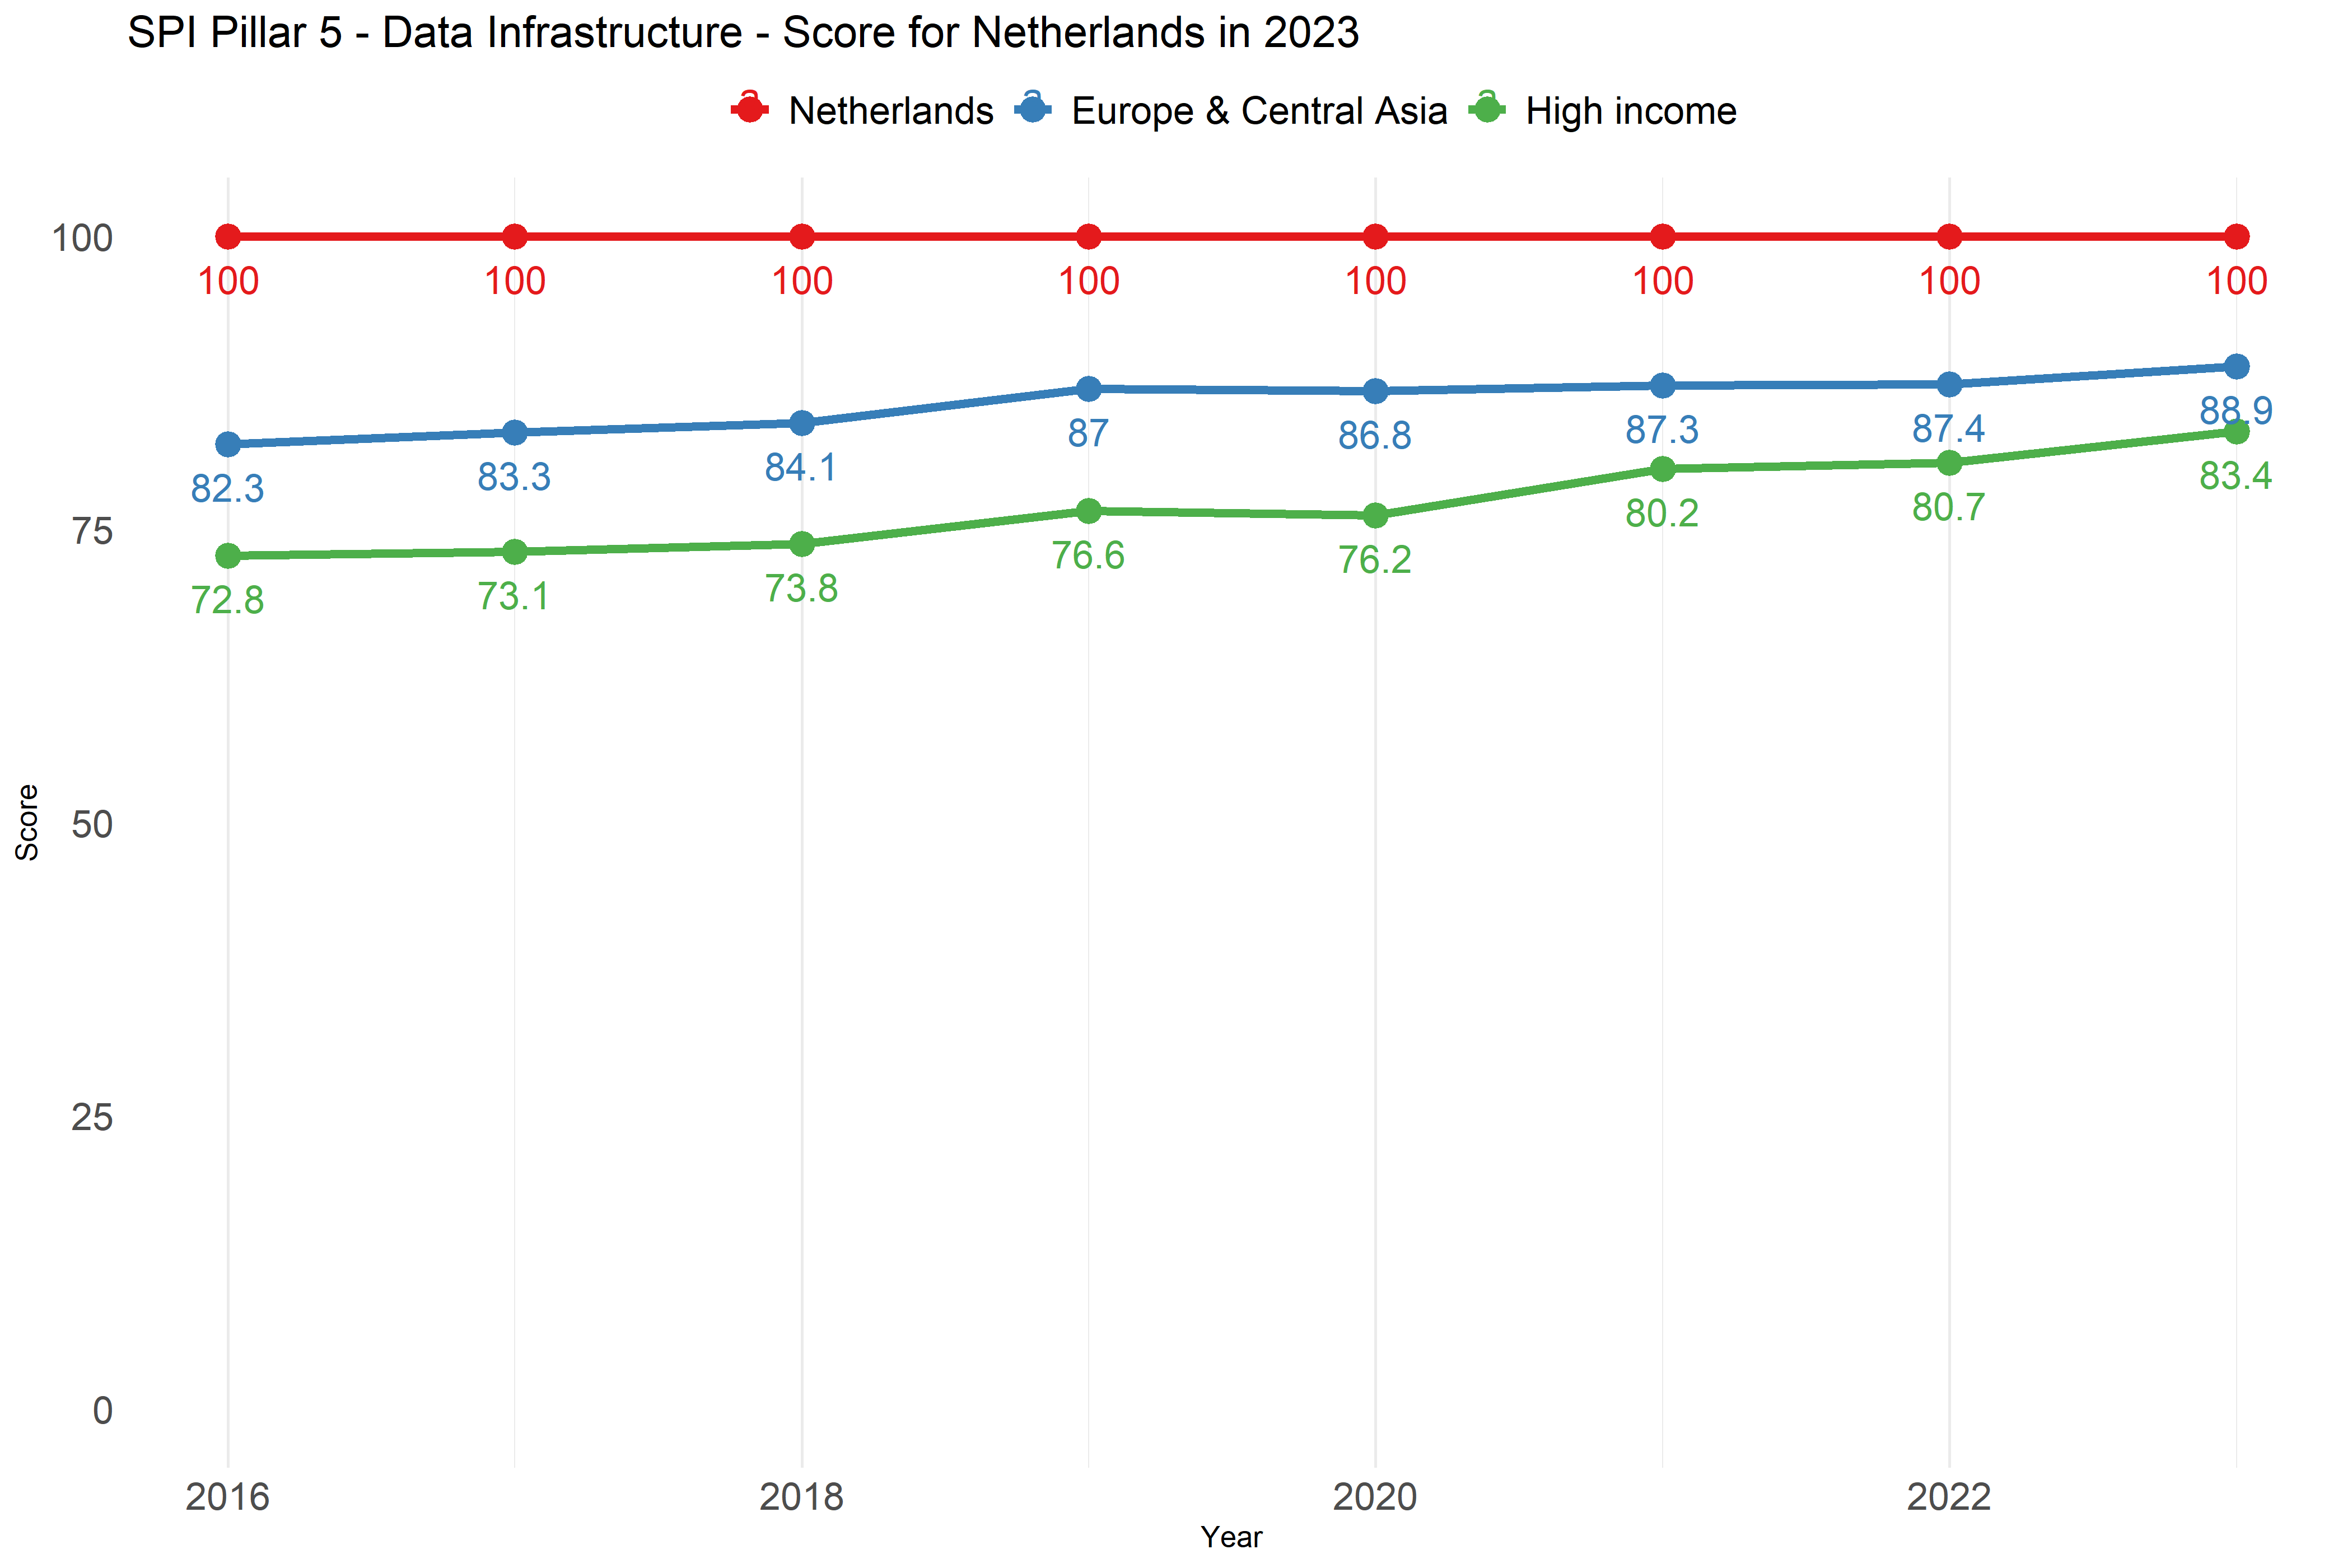 SPI Pillar 5 - Data Infrastructure - Score for Netherlands in 2023
a Netherlands a Europe & Central Asia a High income
100
100 100 100 100 100 100 100 100
82.3 83.3 84.1 87 86.8 87.3 87.4 88.9
75
72.8 73.1 73.8 76.6 76.2 80.2 80.7 83.4
Score
50
25
0
2016 2018 2020 2022
Year